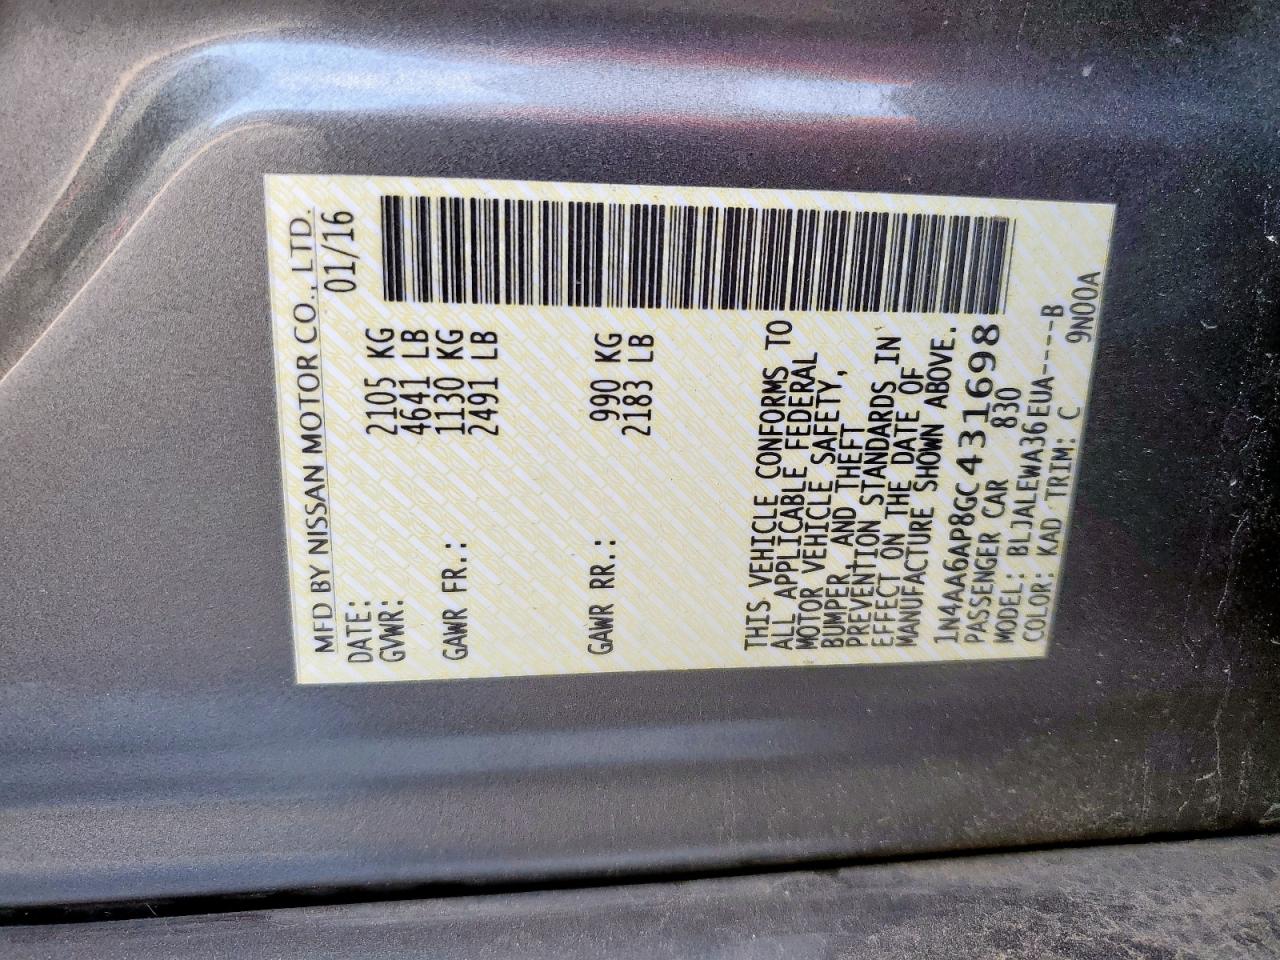 MFD BY NISSAN MOTOR CO., LTD.
DATE: 01/16
GVWR: 2105 KG
4641 LB
GAWR FR.: 1130 KG
2491 LB
GAWR RR.: 990 KG
2183 LB
THIS VEHICLE CONFORMS TO
ALL APPLICABLE FEDERAL
MOTOR VEHICLE SAFETY,
BUMPER, AND THEFT
PREVENTION STANDARDS IN
EFFECT ON THE DATE OF
MANUFACTURE SHOWN ABOVE.
1N4AA6AP8GC431698
PASSENGER CAR 830
MODEL: BLJALEWA36EUA----B
COLOR: KAD TRIM: C 9N00A